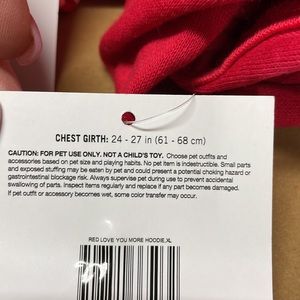 CHEST GIRTH: 24 - 27 in (61 - 68 cm)
CAUTION: FOR PET USE ONLY. NOT A CHILD'S TOY. Choose pet outfits and
accessories based on pet size and playing habits. No pet item is indestructible. Small parts
and exposed stuffing may be eaten by pet and could present a potential choking hazard or
gastrointestinal blockage risk. Always supervise pet during use to prevent accidental
swallowing of parts. Inspect items regularly and replace if any part becomes damaged.
If pet outfit or accessory becomes wet, some color transfer may occur.
RED LOVE YOU MORE HOODIE, XL